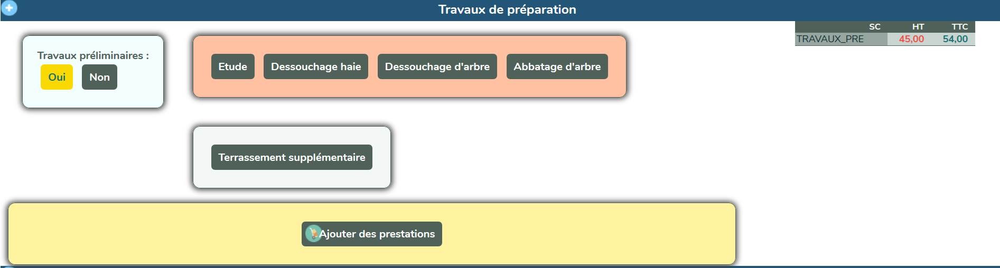 Travaux de préparation
SC HT TTC
TRAVAUX_PRE 45,00 54,00
Travaux préliminaires :
Oui Non
Etude Dessouchage haie Dessouchage d'arbre Abbatage d'arbre
Terrassement supplémentaire
Ajouter des prestations